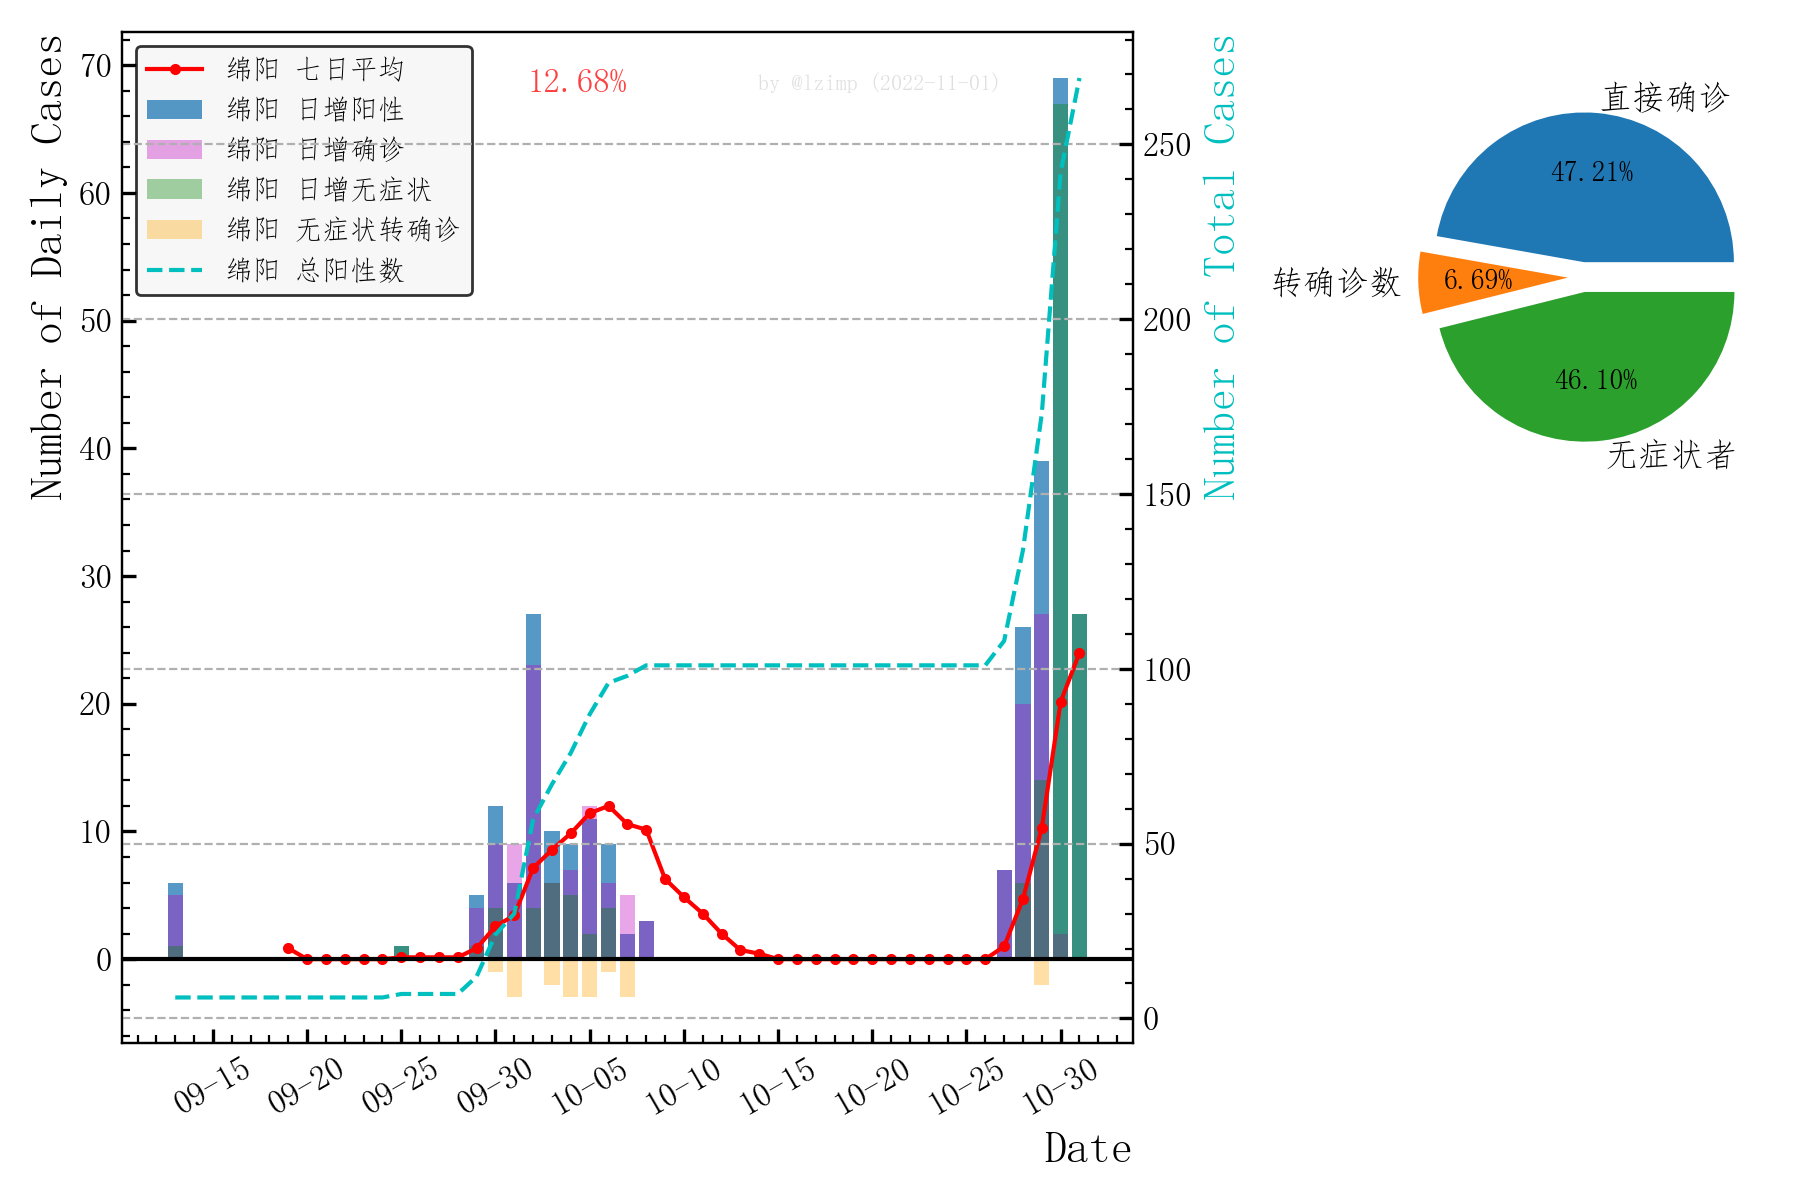 Number of Daily Cases
70
60
50
40
30
20
10
0
绵阳 七日平均
绵阳 日增阳性
绵阳 日增确诊
绵阳 日增无症状
绵阳 无症状转确诊
绵阳 总阳性数
12.68%
by @lzimp (2022-11-01)
250
200
150
100
50
0
Number of Total Cases
09-15
09-20
09-25
09-30
10-05
10-10
10-15
10-20
10-25
10-30
Date
直接确诊
47.21%
转确诊数
6.69%
46.10%
无症状者